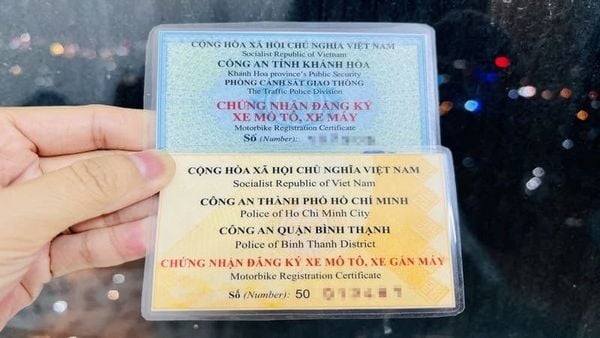 CỘNG HÒA XÃ HỘI CHỦ NGHĨA VIỆT NAM
Socialist Republic of Vietnam
CÔNG AN TỈNH KHÁNH HÒA
Khanh Hoa province's Public Security
PHÒNG CẢNH SÁT GIAO THÔNG
The Traffic Police Division
CHỨNG NHẬN ĐĂNG KÝ
XE MÔ TÔ, XE MÁY
Motorbike Registration Certificate
Số (Number):
CỘNG HÒA XÃ HỘI CHỦ NGHĨA VIỆT NAM
Socialist Republic of Viet Nam
CÔNG AN THÀNH PHỐ HỒ CHÍ MINH
Police of Ho Chi Minh City
CÔNG AN QUẬN BÌNH THẠNH
Police of Binh Thanh District
CHỨNG NHẬN ĐĂNG KÝ XE MÔ TÔ, XE GẮN MÁY
Motorbike Registration Certificate
Số (Number): 50